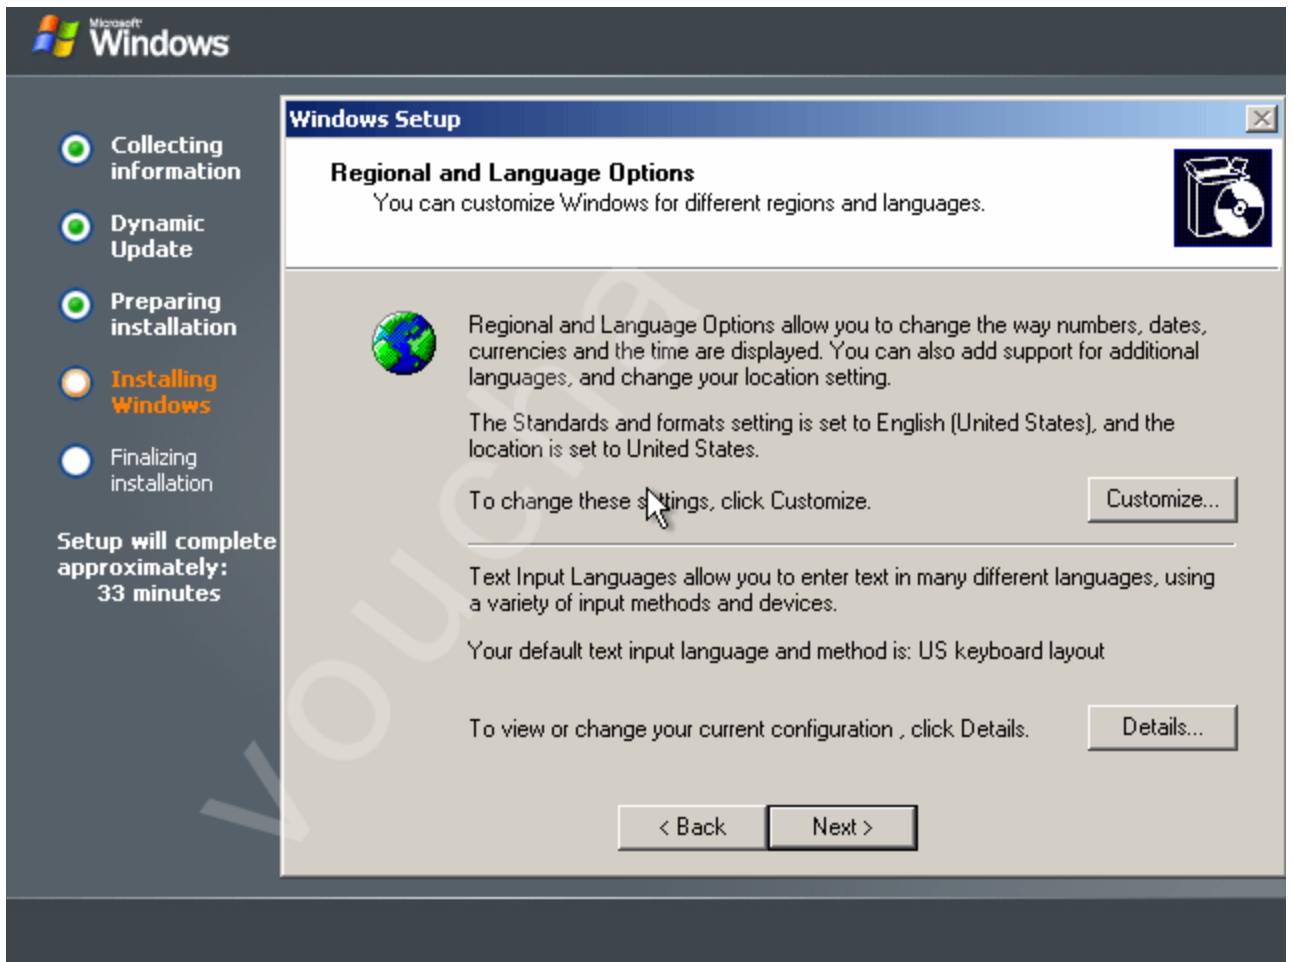 Microsoft
Windows
Collecting
information
Dynamic
Update
Preparing
installation
Installing
Windows
Finalizing
installation
Setup will complete
approximately:
33 minutes
Windows Setup
Regional and Language Options
You can customize Windows for different regions and languages.
Regional and Language Options allow you to change the way numbers, dates,
currencies and the time are displayed. You can also add support for additional
languages, and change your location setting.
The Standards and formats setting is set to English (United States), and the
location is set to United States.
To change these settings, click Customize.
Customize...
Text Input Languages allow you to enter text in many different languages, using
a variety of input methods and devices.
Your default text input language and method is: US keyboard layout
To view or change your current configuration , click Details.
Details...
< Back
Next >
voucha